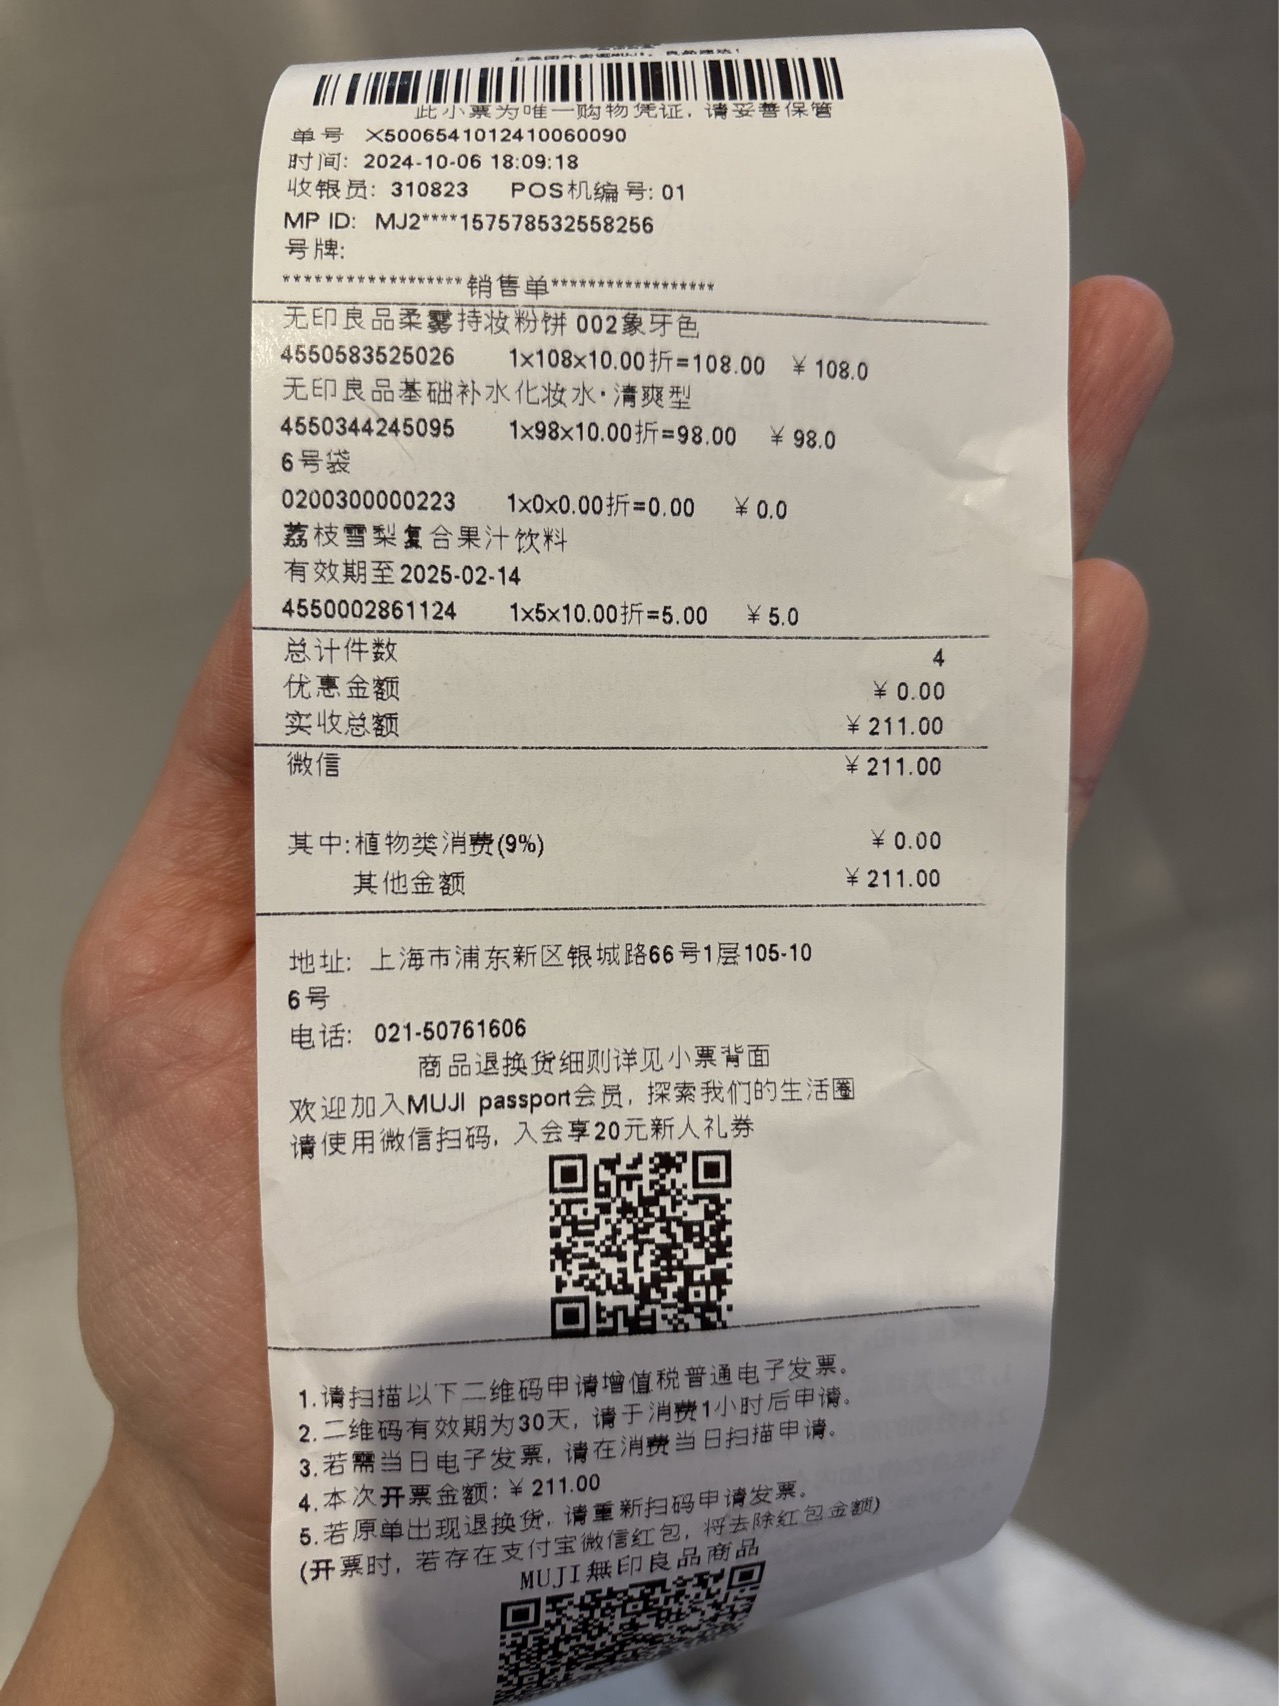 此小票为唯一购物凭证, 请妥善保管
单号 X5006541012410060090
时间: 2024-10-06 18:09:18
收银员: 310823 POS机编号: 01
MP ID: MJ2****1575785​32558256
号牌:
******************销售单*****************
无印良品柔雾持妆粉饼 002象牙色
4550583525026 1x108x10.00折=108.00 ¥ 108.0
无印良品基础补水化妆水·清爽型
4550344245095 1x98x10.00折=98.00 ¥ 98.0
6号袋
0200300000223 1x0x0.00折=0.00 ¥ 0.0
荔枝雪梨复合果汁饮料
有效期至2025-02-14
4550002861124 1x5x10.00折=5.00 ¥ 5.0
总计件数 4
优惠金额 ¥ 0.00
实收总额 ¥ 211.00
微信 ¥ 211.00
其中:植物类消费(9%) ¥ 0.00
其他金额 ¥ 211.00
地址: 上海市浦东新区银城路66号1层105-10
6号
电话: 021-50761606
商品退换货细则详见小票背面
欢迎加入MUJI passport会员, 探索我们的生活圈
请使用微信扫码, 入会享20元新人礼券
1.请扫描以下二维码申请增值税普通电子发票。
2.二维码有效期为30天, 请于消费1小时后申请。
3.若需当日电子发票, 请在消费当日扫描申请。
4.本次开票金额: ¥ 211.00
5.若原单出现退换货, 请重新扫码申请发票。
(开票时, 若存在支付宝微信红包, 将去除红包金额)
MUJI無印良品商品